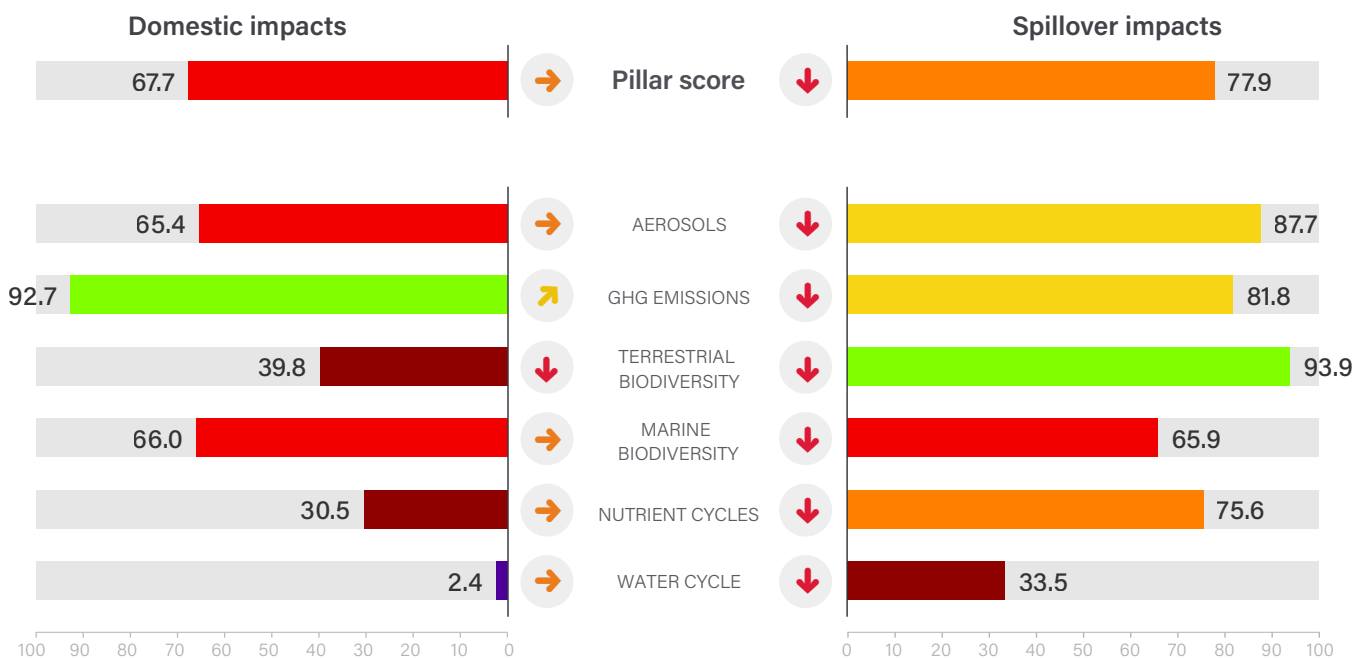 Domestic impacts
Spillover impacts
67.7 Pillar score 77.9
65.4 AEROSOLS 87.7
92.7 GHG EMISSIONS 81.8
39.8 TERRESTRIAL 93.9
BIODIVERSITY
66.0 MARINE 65.9
BIODIVERSITY
30.5 NUTRIENT CYCLES 75.6
2.4 WATER CYCLE 33.5
100 90 80 70 60 50 40 30 20 10 0
0 10 20 30 40 50 60 70 80 90 100